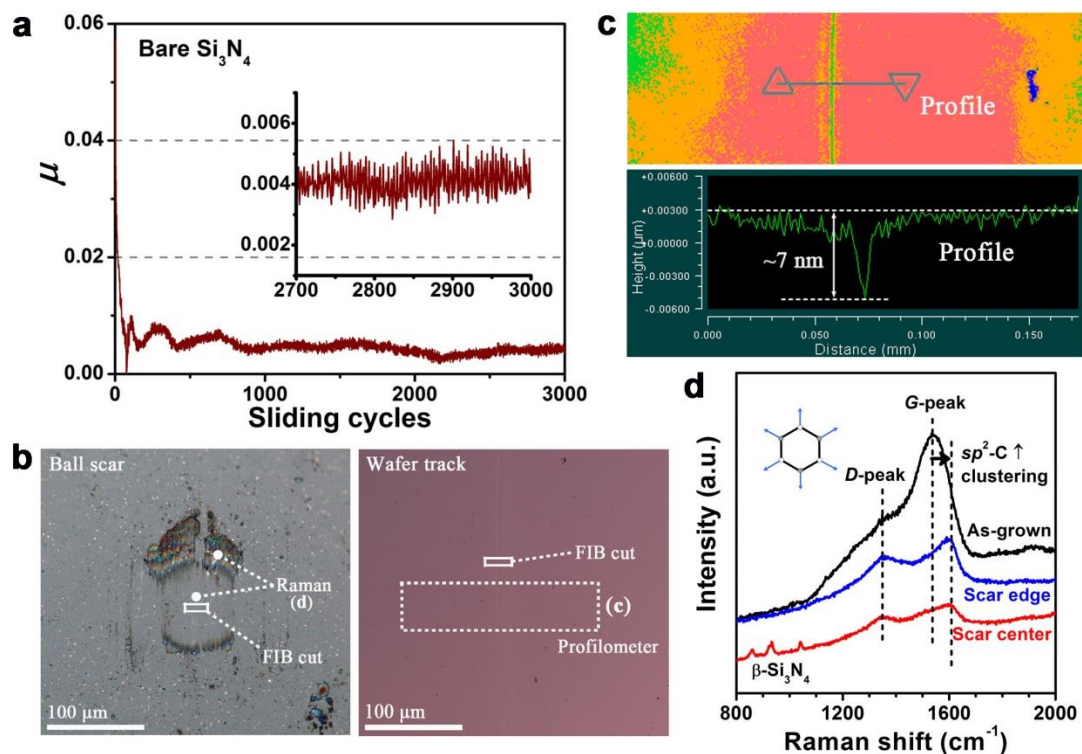 a
Bare Si₃N₄
μ
0.06
0.04
0.02
0.00
0.006
0.004
0.002
2700 2800 2900 3000
0 1000 2000 3000
Sliding cycles
b
Ball scar
Raman
(d)
FIB cut
100 μm
Wafer track
FIB cut
(c)
Profilometer
100 μm
c
Profile
+0.00600
+0.00300
+0.00000
-0.00300
-0.00600
Height (μm)
~7 nm
Profile
0.000 0.050 0.100 0.150
Distance (mm)
d
Intensity (a.u.)
G-peak
D-peak
sp²-C ↑
clustering
As-grown
Scar edge
Scar center
β-Si₃N₄
800 1200 1600 2000
Raman shift (cm⁻¹)